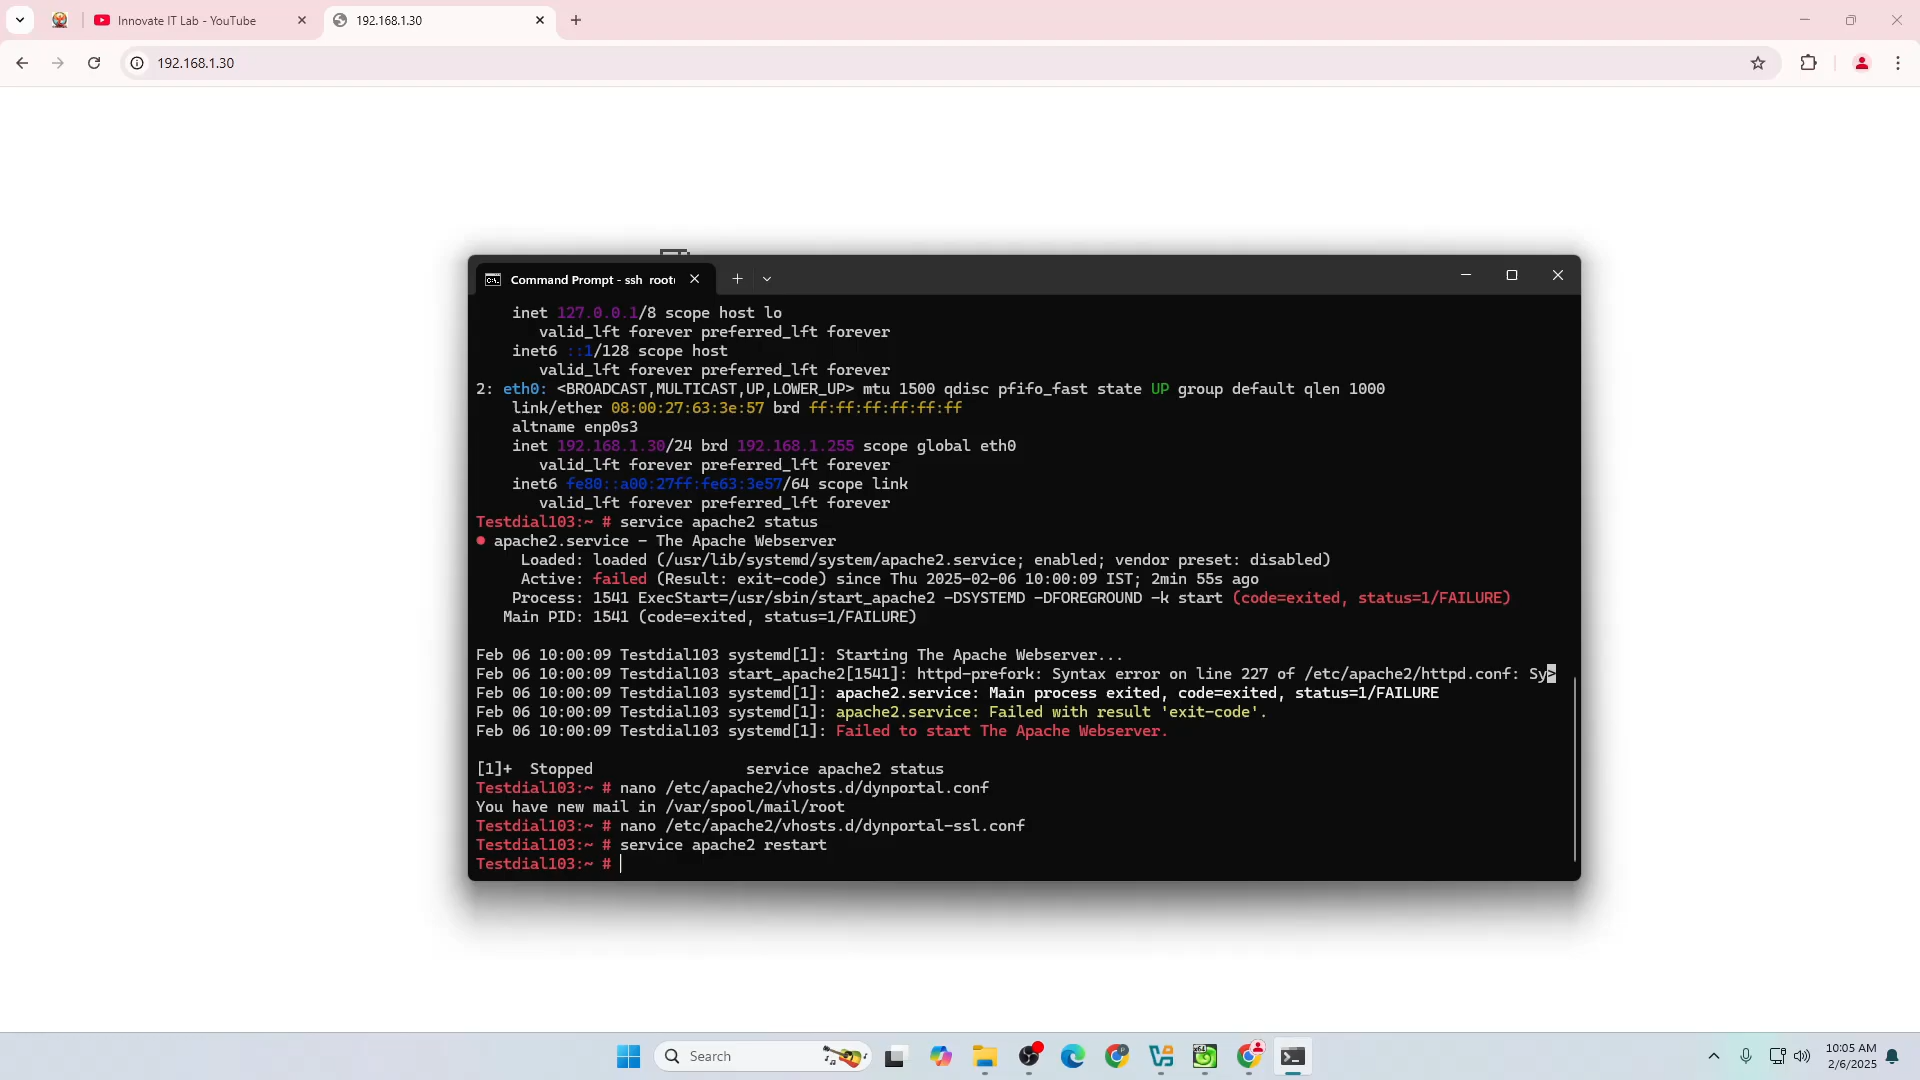 Innovate IT Lab - YouTube
192.168.1.30
192.168.1.30
Command Prompt - ssh root
inet 127.0.0.1/8 scope host lo
valid_lft forever preferred_lft forever
inet6 ::1/128 scope host
valid_lft forever preferred_lft forever
2: eth0: <BROADCAST,MULTICAST,UP,LOWER_UP> mtu 1500 qdisc pfifo_fast state UP group default qlen 1000
link/ether 08:00:27:63:3e:57 brd ff:ff:ff:ff:ff:ff
altname enp0s3
inet 192.168.1.30/24 brd 192.168.1.255 scope global eth0
valid_lft forever preferred_lft forever
inet6 fe80::a00:27ff:fe63:3e57/64 scope link
valid_lft forever preferred_lft forever
Testdial103:~ # service apache2 status
● apache2.service - The Apache Webserver
Loaded: loaded (/usr/lib/systemd/system/apache2.service; enabled; vendor preset: disabled)
Active: failed (Result: exit-code) since Thu 2025-02-06 10:00:09 IST; 2min 55s ago
Process: 1541 ExecStart=/usr/sbin/start_apache2 -DSYSTEMD -DFOREGROUND -k start (code=exited, status=1/FAILURE)
Main PID: 1541 (code=exited, status=1/FAILURE)
Feb 06 10:00:09 Testdial103 systemd[1]: Starting The Apache Webserver...
Feb 06 10:00:09 Testdial103 start_apache2[1541]: httpd-prefork: Syntax error on line 227 of /etc/apache2/httpd.conf: Sy>
Feb 06 10:00:09 Testdial103 systemd[1]: apache2.service: Main process exited, code=exited, status=1/FAILURE
Feb 06 10:00:09 Testdial103 systemd[1]: apache2.service: Failed with result 'exit-code'.
Feb 06 10:00:09 Testdial103 systemd[1]: Failed to start The Apache Webserver.
[1]+  Stopped                 service apache2 status
Testdial103:~ # nano /etc/apache2/vhosts.d/dynportal.conf
You have new mail in /var/spool/mail/root
Testdial103:~ # nano /etc/apache2/vhosts.d/dynportal-ssl.conf
Testdial103:~ # service apache2 restart
Testdial103:~ #
Search
10:05 AM
2/6/2025